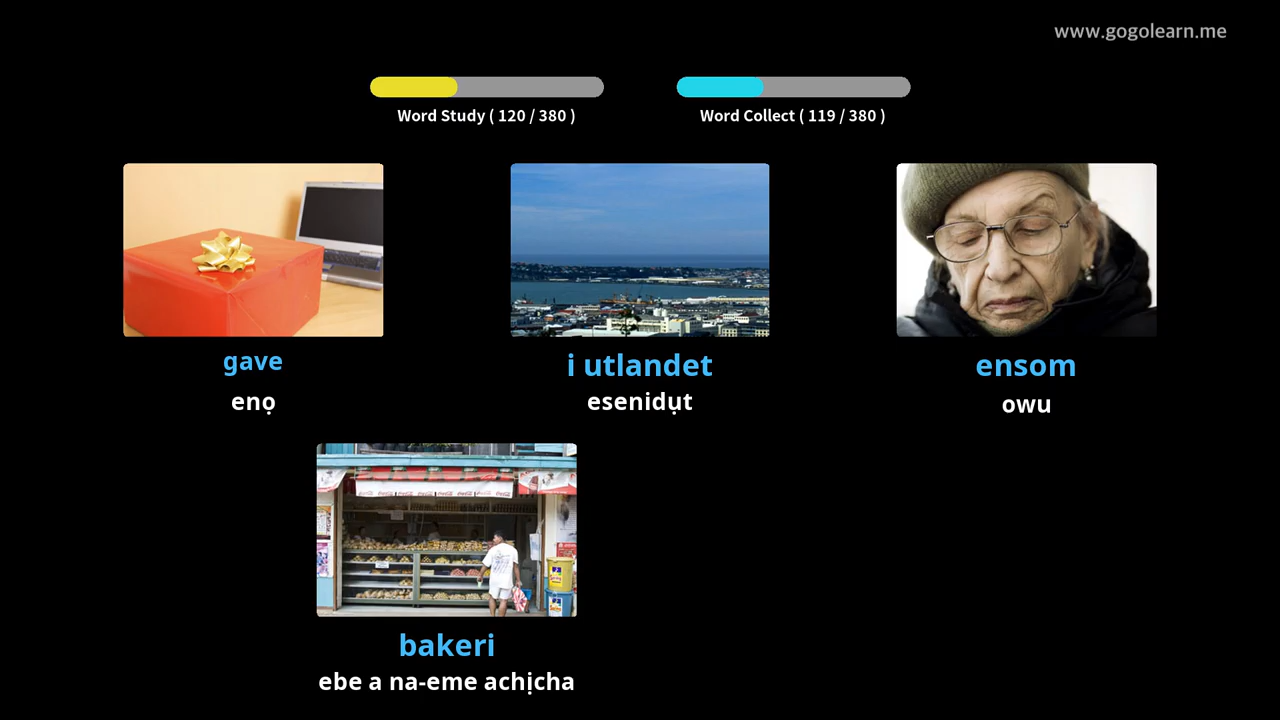 www.gogolearn.me
Word Study ( 120 / 380 )
Word Collect ( 119 / 380 )
gave
i utlandet
ensom
enọ
esenidụt
owu
bakeri
ebe a na-eme achịcha